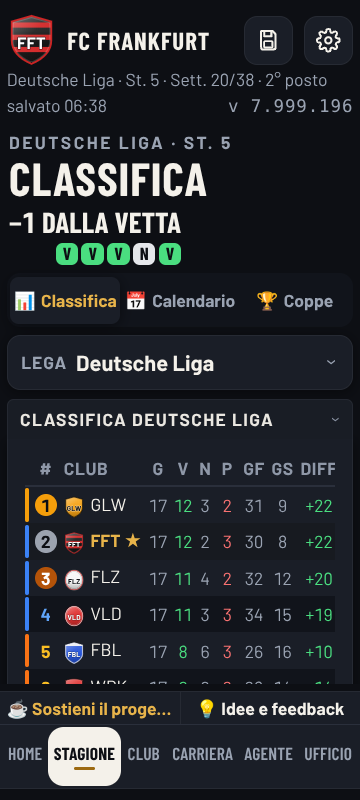 FFT FC FRANKFURT
Deutsche Liga · St. 5 · Sett. 20/38 · 2° posto
salvato 06:38 v 7.999.196
DEUTSCHE LIGA · ST. 5
CLASSIFICA
−1 DALLA VETTA
V V V N V
📊 Classifica 📅 Calendario 🏆 Coppe
LEGA Deutsche Liga
CLASSIFICA DEUTSCHE LIGA
# CLUB G V N P GF GS DIFF
1 GLW GLW 17 12 3 2 31 9 +22
2 FFT FFT ★ 17 12 2 3 30 8 +22
3 FLZ FLZ 17 11 4 2 32 12 +20
4 VLD VLD 17 11 3 3 34 15 +19
5 FBL FBL 17 8 6 3 26 16 +10
☕ Sostieni il proge… 💡 Idee e feedback
HOME STAGIONE CLUB CARRIERA AGENTE UFFICIO